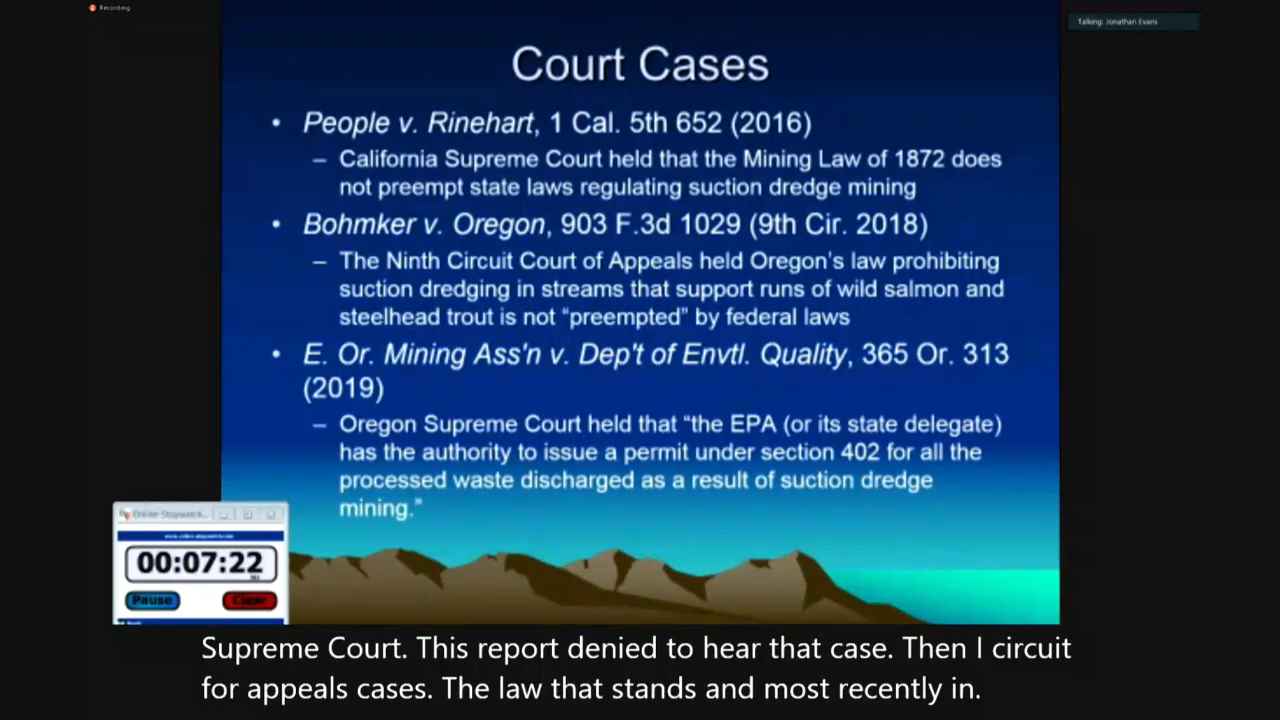 Recording
Talking: Jonathan Evans
Court Cases
• People v. Rinehart, 1 Cal. 5th 652 (2016)
– California Supreme Court held that the Mining Law of 1872 does
not preempt state laws regulating suction dredge mining
• Bohmker v. Oregon, 903 F.3d 1029 (9th Cir. 2018)
– The Ninth Circuit Court of Appeals held Oregon's law prohibiting
suction dredging in streams that support runs of wild salmon and
steelhead trout is not “preempted” by federal laws
• E. Or. Mining Ass'n v. Dep't of Envtl. Quality, 365 Or. 313
(2019)
– Oregon Supreme Court held that “the EPA (or its state delegate)
has the authority to issue a permit under section 402 for all the
processed waste discharged as a result of suction dredge
mining.”
Online-Stopwatch...
00:07:22
Pause Clear
Supreme Court. This report denied to hear that case. Then I circuit
for appeals cases. The law that stands and most recently in.